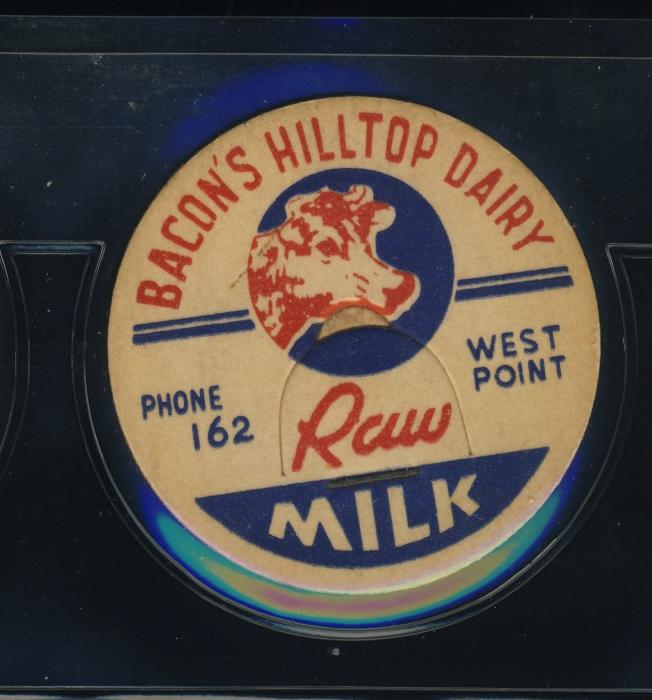 BACON'S HILLTOP DAIRY
PHONE
162
WEST
POINT
Raw
MILK